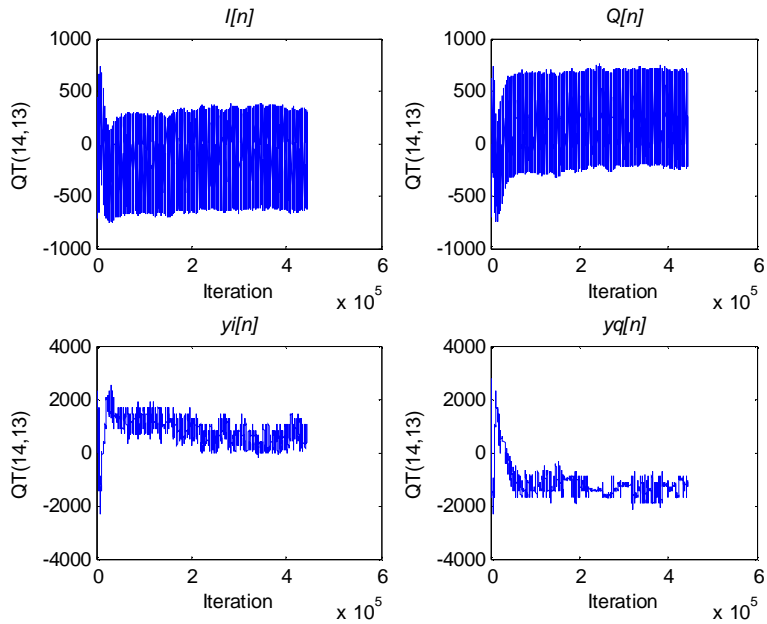 I[n]
1000
500
0
-500
-1000
QT(14,13)
0
2
4
6
Iteration
x 10^5
Q[n]
1000
500
0
-500
-1000
QT(14,13)
0
2
4
6
Iteration
x 10^5
yi[n]
4000
2000
0
-2000
-4000
QT(14,13)
0
2
4
6
Iteration
x 10^5
yq[n]
4000
2000
0
-2000
-4000
QT(14,13)
0
2
4
6
Iteration
x 10^5